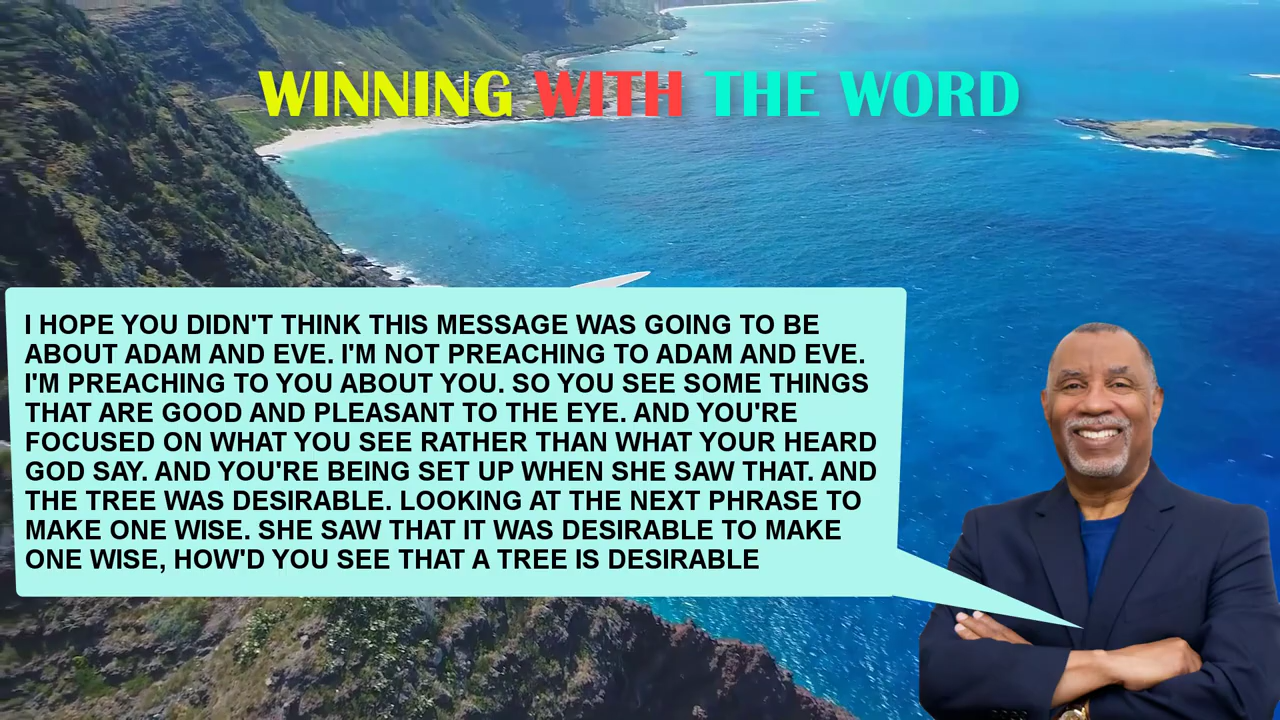 WINNING WITH THE WORD
I HOPE YOU DIDN'T THINK THIS MESSAGE WAS GOING TO BE
ABOUT ADAM AND EVE. I'M NOT PREACHING TO ADAM AND EVE.
I'M PREACHING TO YOU ABOUT YOU. SO YOU SEE SOME THINGS
THAT ARE GOOD AND PLEASANT TO THE EYE. AND YOU'RE
FOCUSED ON WHAT YOU SEE RATHER THAN WHAT YOUR HEARD
GOD SAY. AND YOU'RE BEING SET UP WHEN SHE SAW THAT. AND
THE TREE WAS DESIRABLE. LOOKING AT THE NEXT PHRASE TO
MAKE ONE WISE. SHE SAW THAT IT WAS DESIRABLE TO MAKE
ONE WISE, HOW'D YOU SEE THAT A TREE IS DESIRABLE